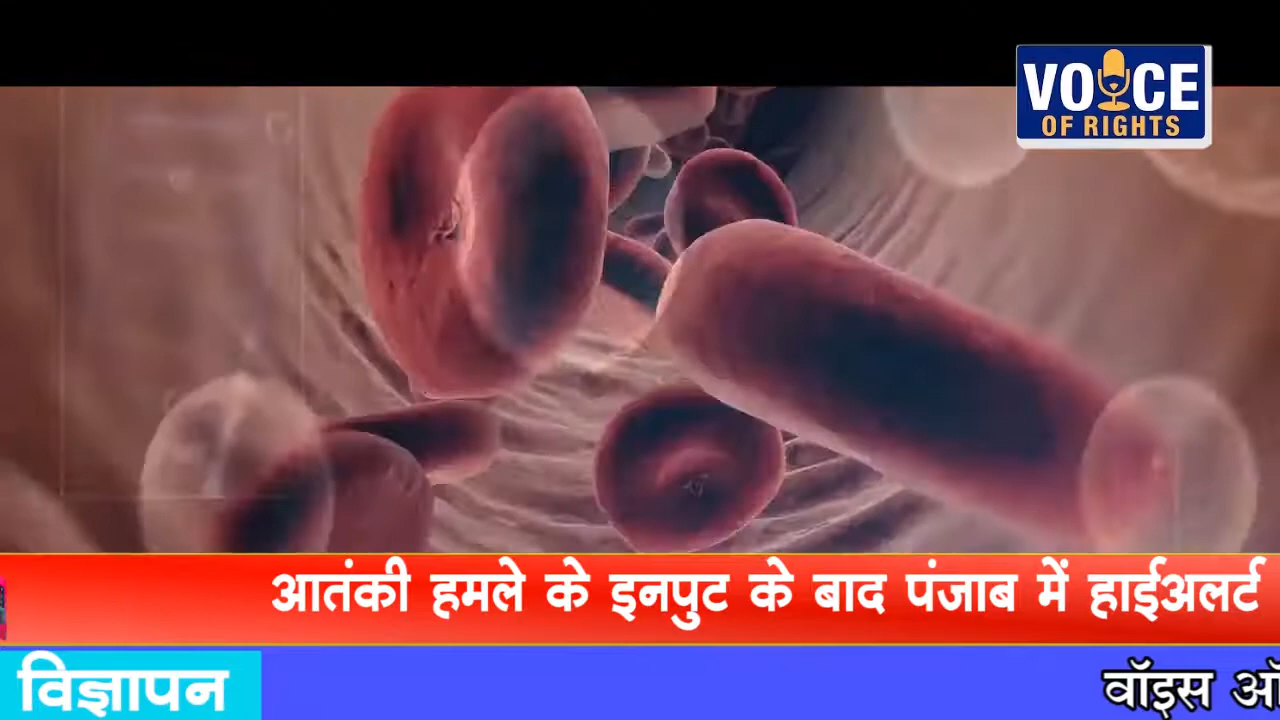 VOICE
OF RIGHTS
आतंकी हमले के इनपुट के बाद पंजाब में हाईअलर्ट
विज्ञापन
वॉइस